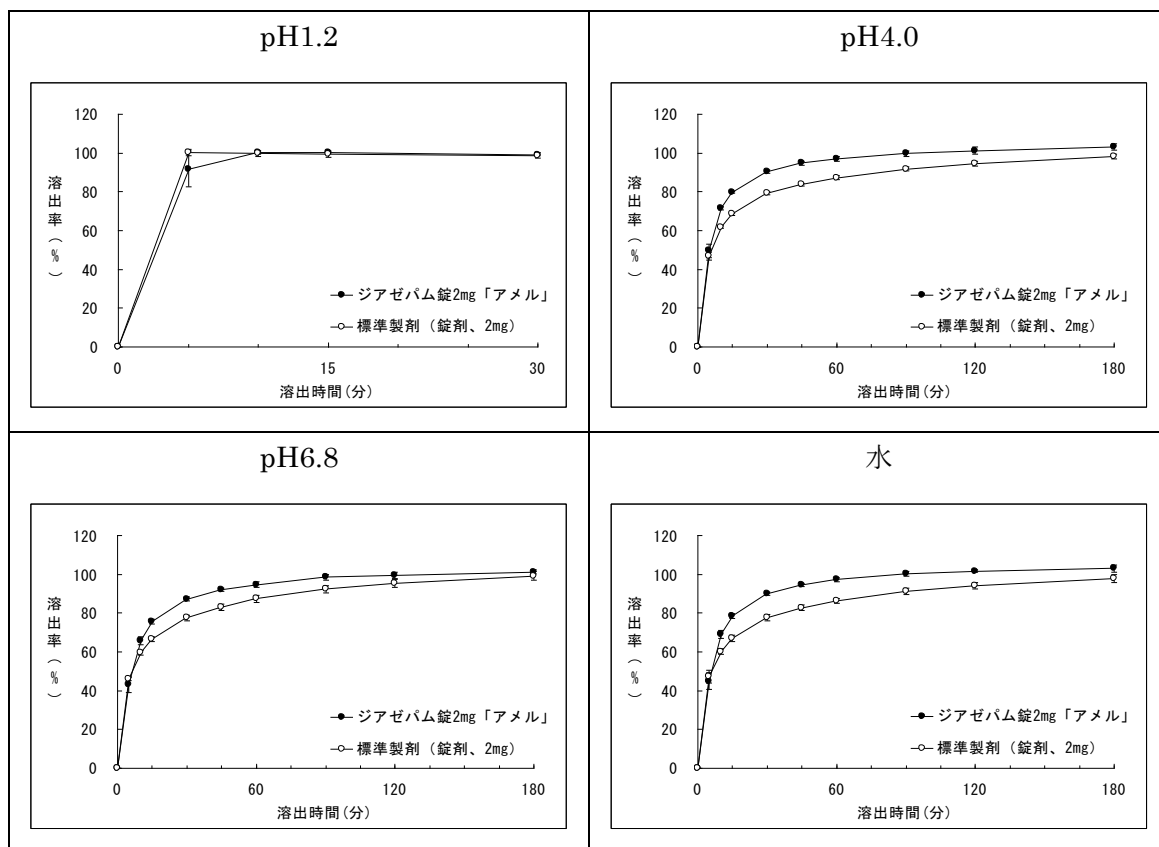 pH1.2
120
100
80
60
40
20
0
溶出率(%)
ジアゼパム錠2mg「アメル」
標準製剤(錠剤、2mg)
0 15 30
溶出時間(分)
pH4.0
120
100
80
60
40
20
0
溶出率(%)
ジアゼパム錠2mg「アメル」
標準製剤(錠剤、2mg)
0 60 120 180
溶出時間(分)
pH6.8
120
100
80
60
40
20
0
溶出率(%)
ジアゼパム錠2mg「アメル」
標準製剤(錠剤、2mg)
0 60 120 180
溶出時間(分)
水
120
100
80
60
40
20
0
溶出率(%)
ジアゼパム錠2mg「アメル」
標準製剤(錠剤、2mg)
0 60 120 180
溶出時間(分)